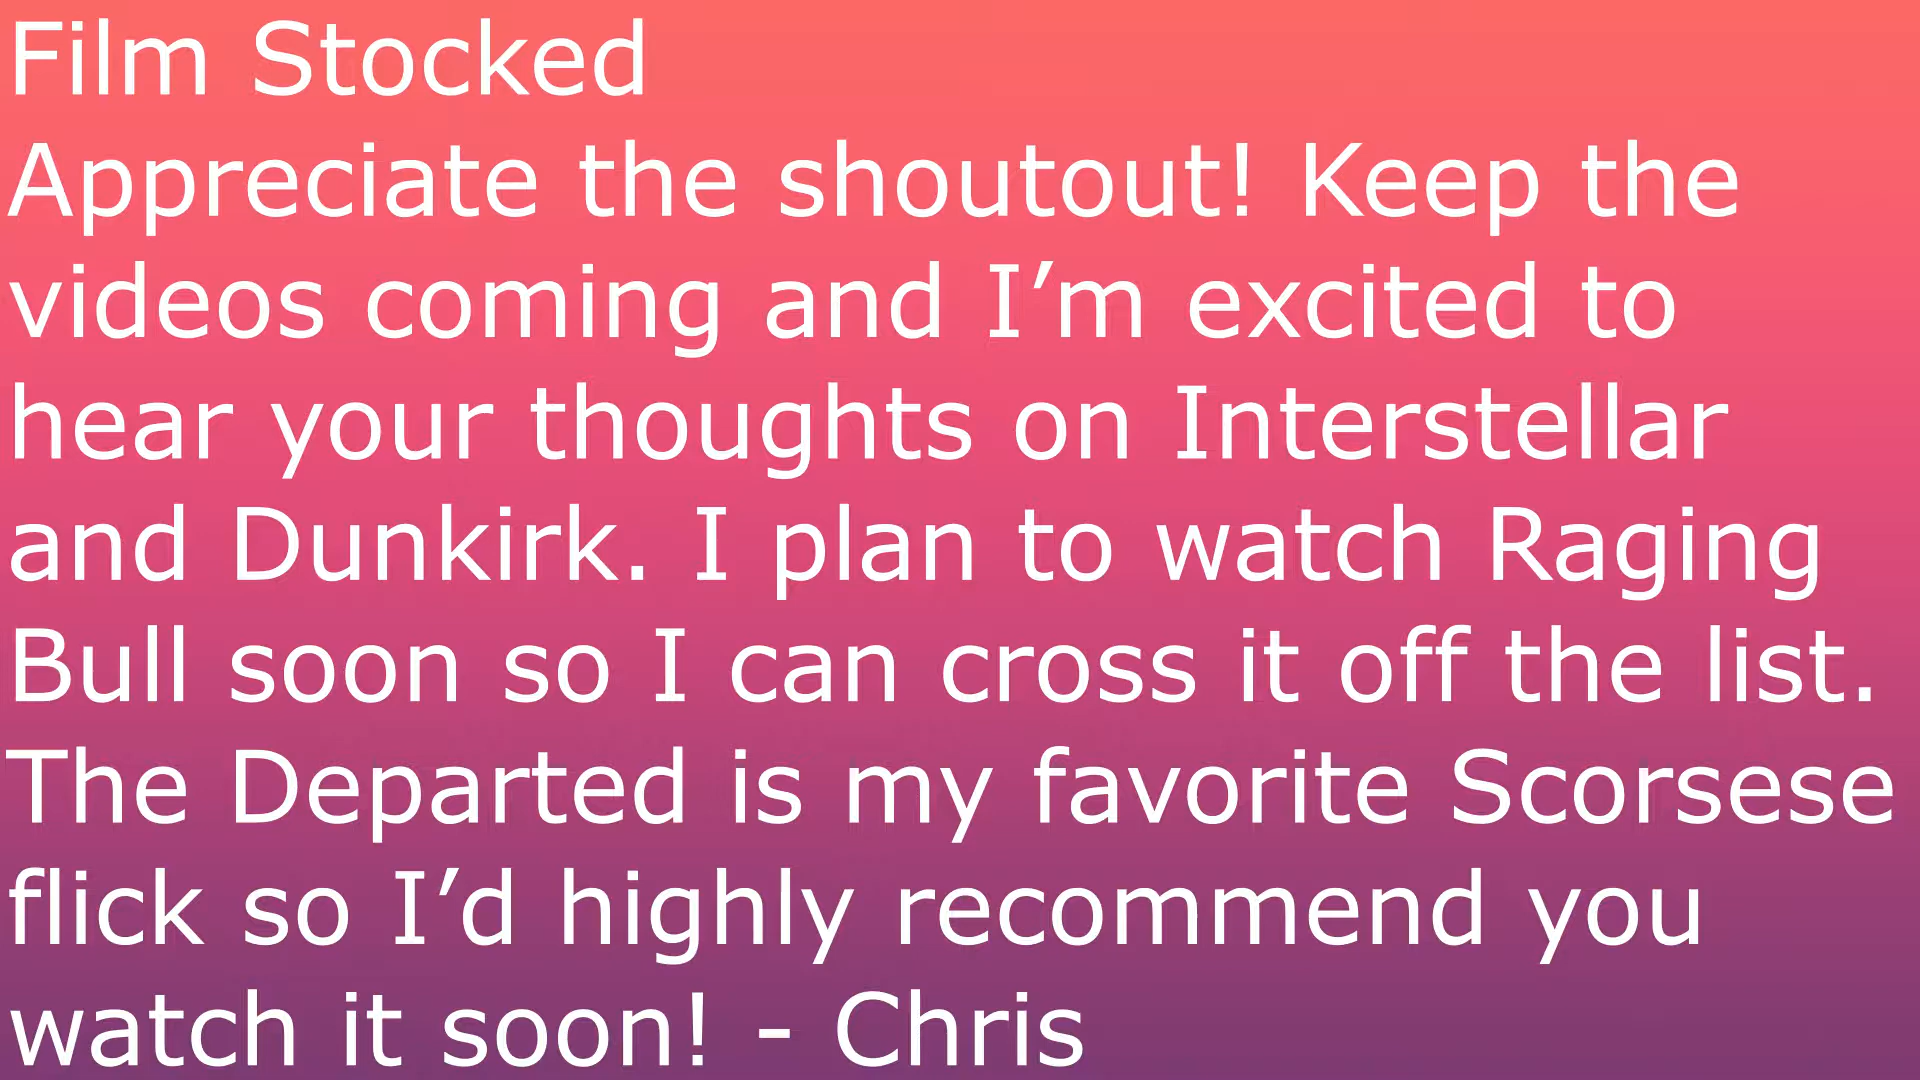 Film Stocked
Appreciate the shoutout! Keep the
videos coming and I’m excited to
hear your thoughts on Interstellar
and Dunkirk. I plan to watch Raging
Bull soon so I can cross it off the list.
The Departed is my favorite Scorsese
flick so I’d highly recommend you
watch it soon! - Chris